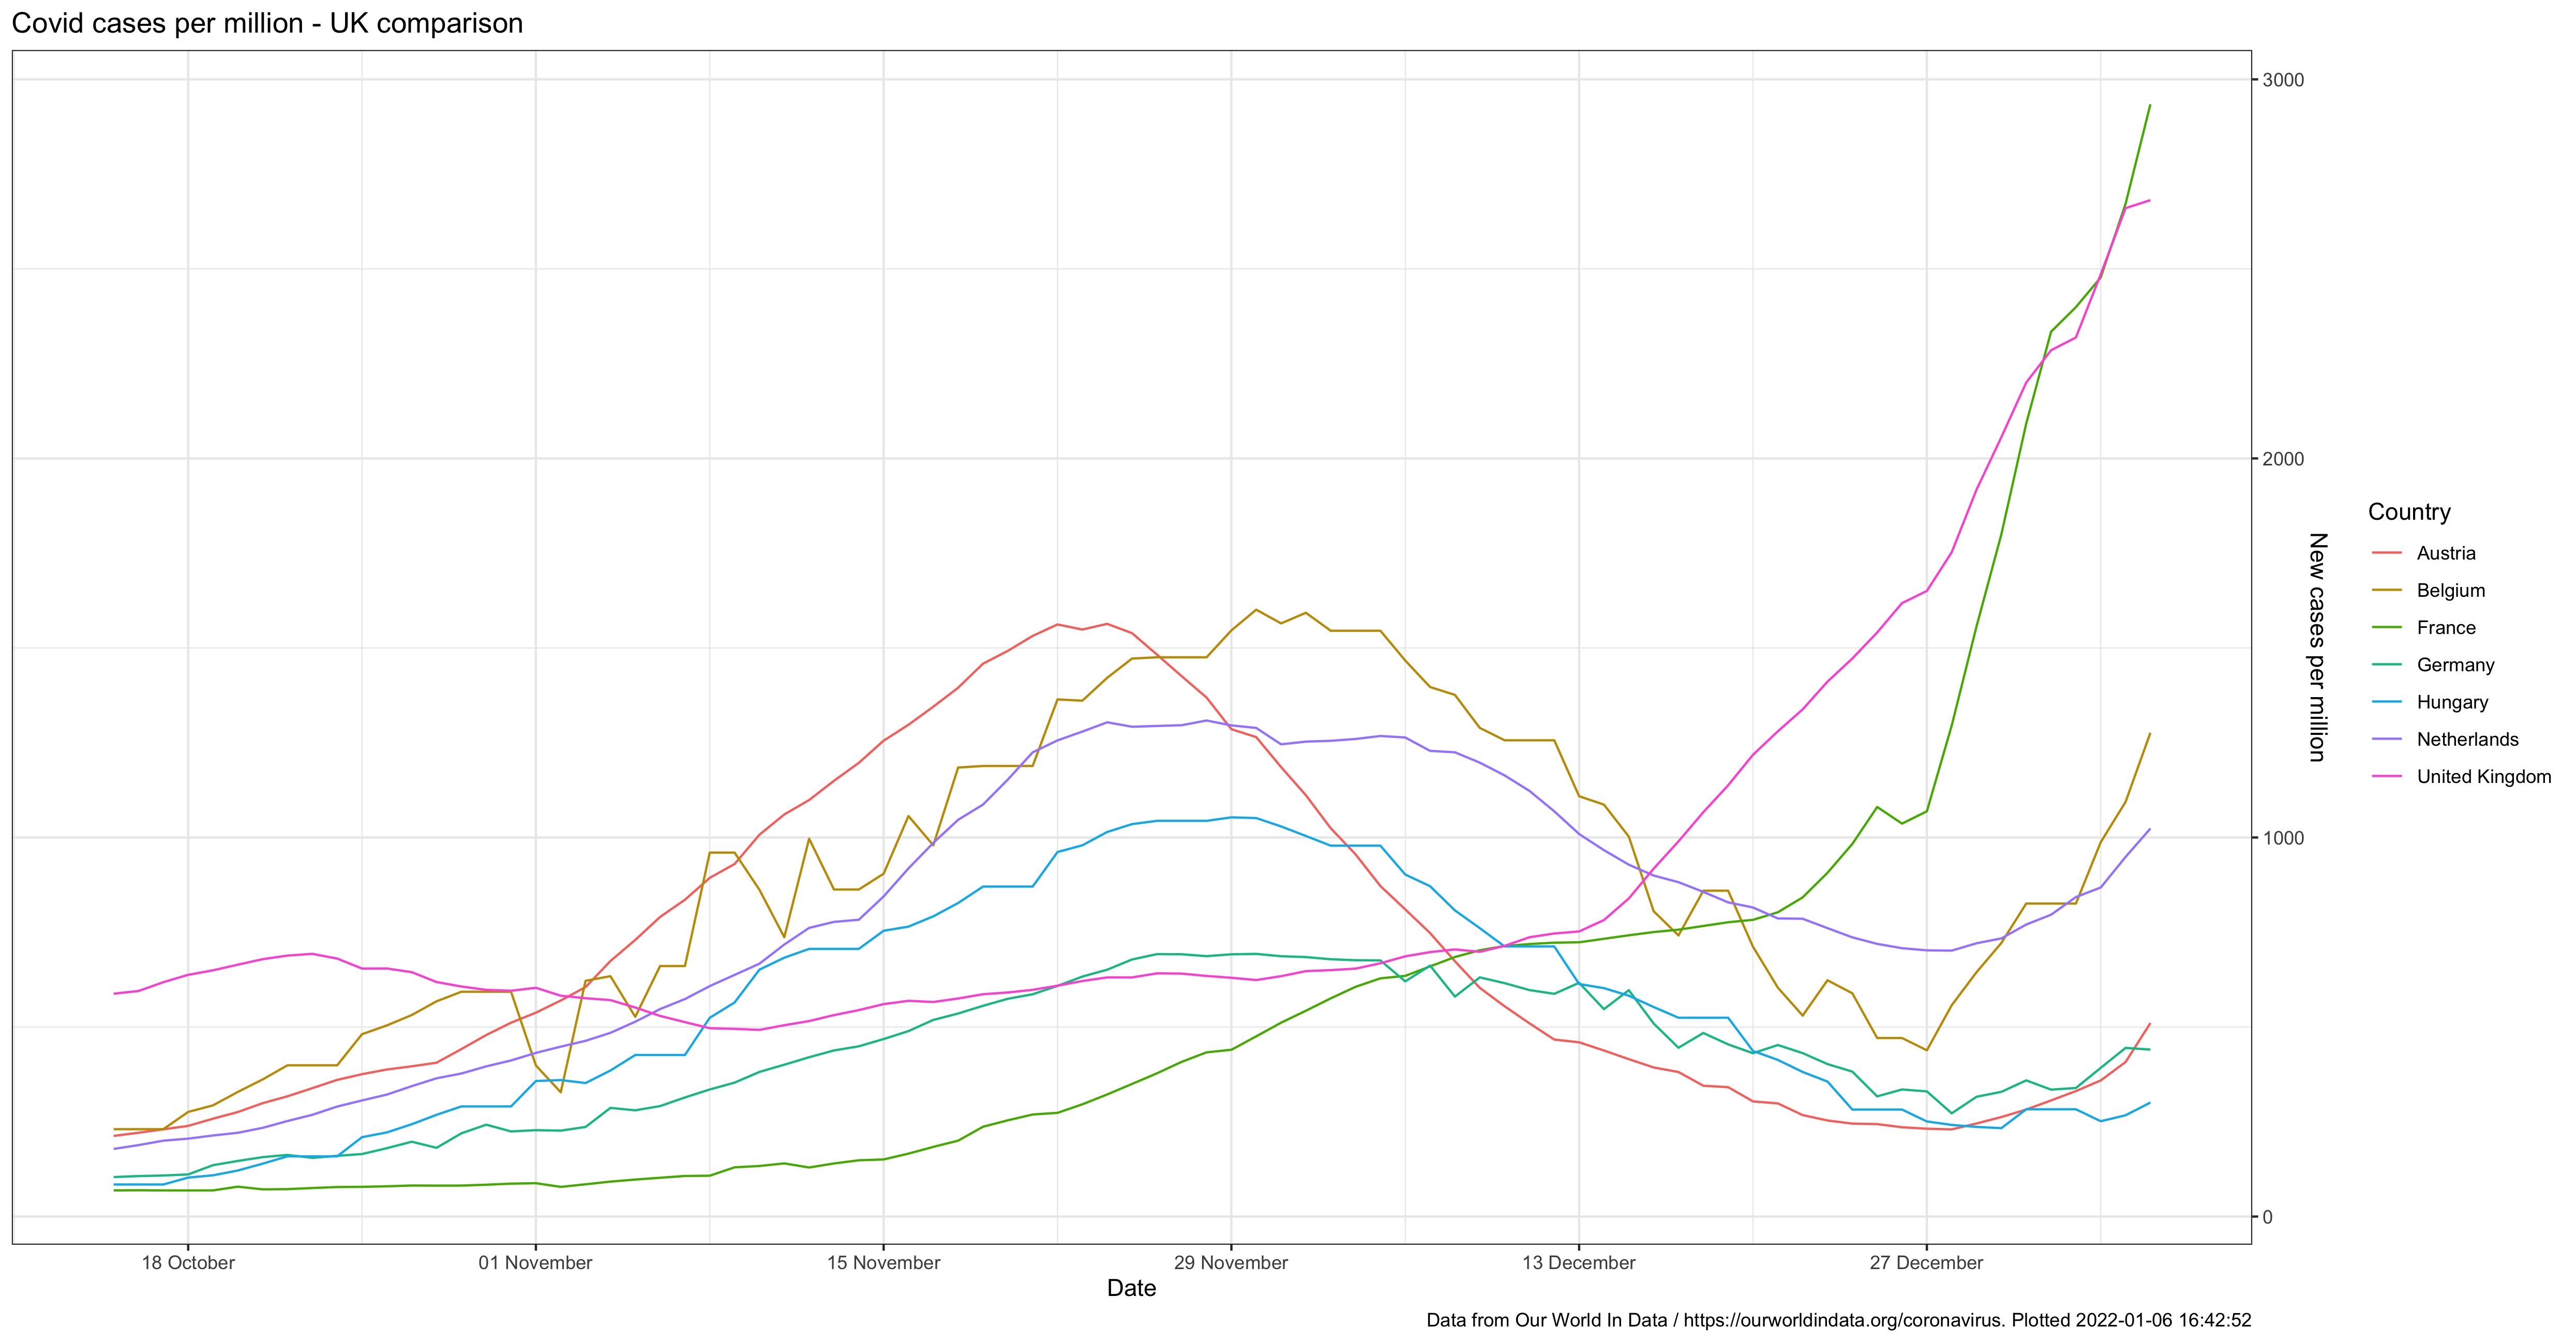 Covid cases per million - UK comparison
3000
2000
1000
0
New cases per million
18 October
01 November
15 November
29 November
13 December
27 December
Date
Country
Austria
Belgium
France
Germany
Hungary
Netherlands
United Kingdom
Data from Our World In Data / https://ourworldindata.org/coronavirus. Plotted 2022-01-06 16:42:52